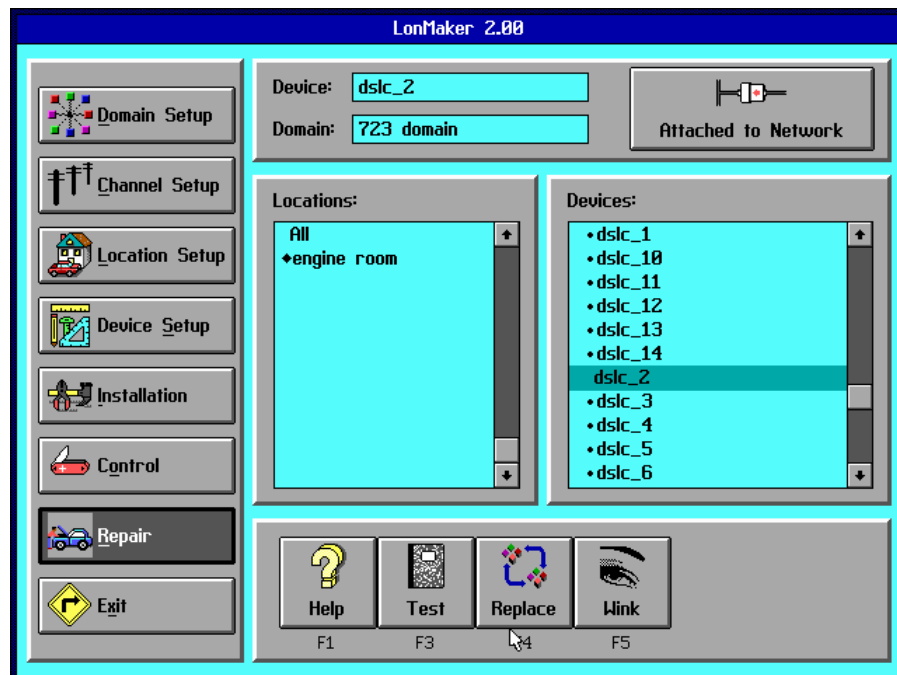 LonMaker 2.00
Domain Setup
Channel Setup
Location Setup
Device Setup
Installation
Control
Repair
Exit
Device: dslc_2
Domain: 723 domain
Attached to Network
Locations:
All
◆engine room
Devices:
◆dslc_1
◆dslc_10
◆dslc_11
◆dslc_12
◆dslc_13
◆dslc_14
dslc_2
◆dslc_3
◆dslc_4
◆dslc_5
◆dslc_6
Help
Test
Replace
Wink
F1
F3
F5